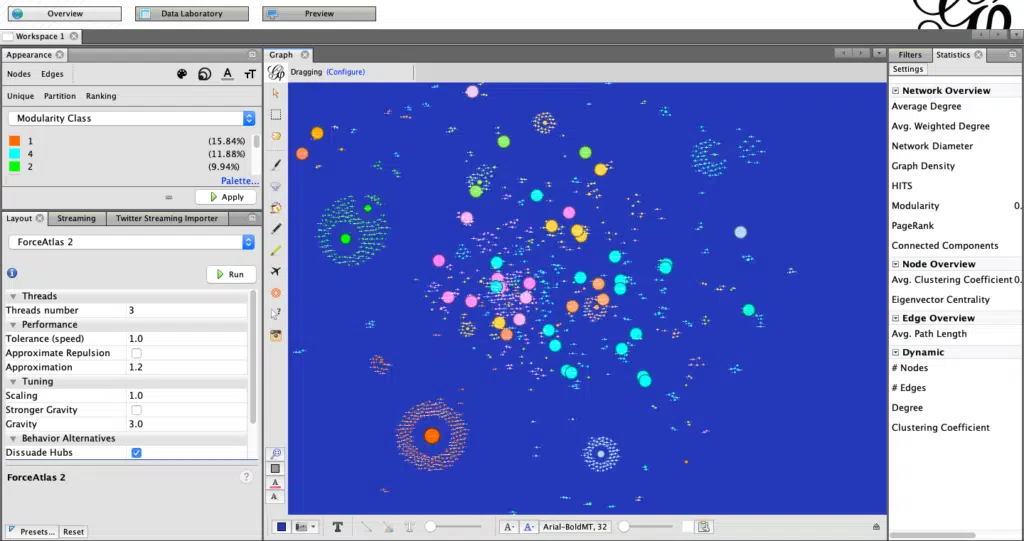 Overview
Data Laboratory
Preview
Workspace 1
Appearance
Nodes Edges
Unique Partition Ranking
Modularity Class
1 (15.84%)
4 (11.88%)
2 (9.94%)
Palette...
Apply
Layout Streaming Twitter Streaming Importer
ForceAtlas 2
Run
Threads
Threads number 3
Performance
Tolerance (speed) 1.0
Approximate Repulsion
Approximation 1.2
Tuning
Scaling 1.0
Stronger Gravity
Gravity 3.0
Behavior Alternatives
Dissuade Hubs
ForceAtlas 2
Presets... Reset
Graph
Dragging (Configure)
T A- A- Arial-BoldMT, 32
Filters Statistics
Settings
Network Overview
Average Degree
Avg. Weighted Degree
Network Diameter
Graph Density
HITS
Modularity 0.
PageRank
Connected Components
Node Overview
Avg. Clustering Coefficient 0.
Eigenvector Centrality
Edge Overview
Avg. Path Length
Dynamic
# Nodes
# Edges
Degree
Clustering Coefficient